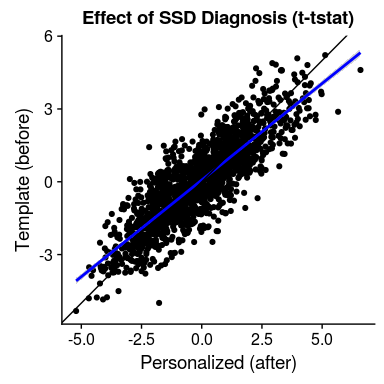 Effect of SSD Diagnosis (t-tstat)
Template (before)
6
3
0
-3
-5.0 -2.5 0.0 2.5 5.0
Personalized (after)